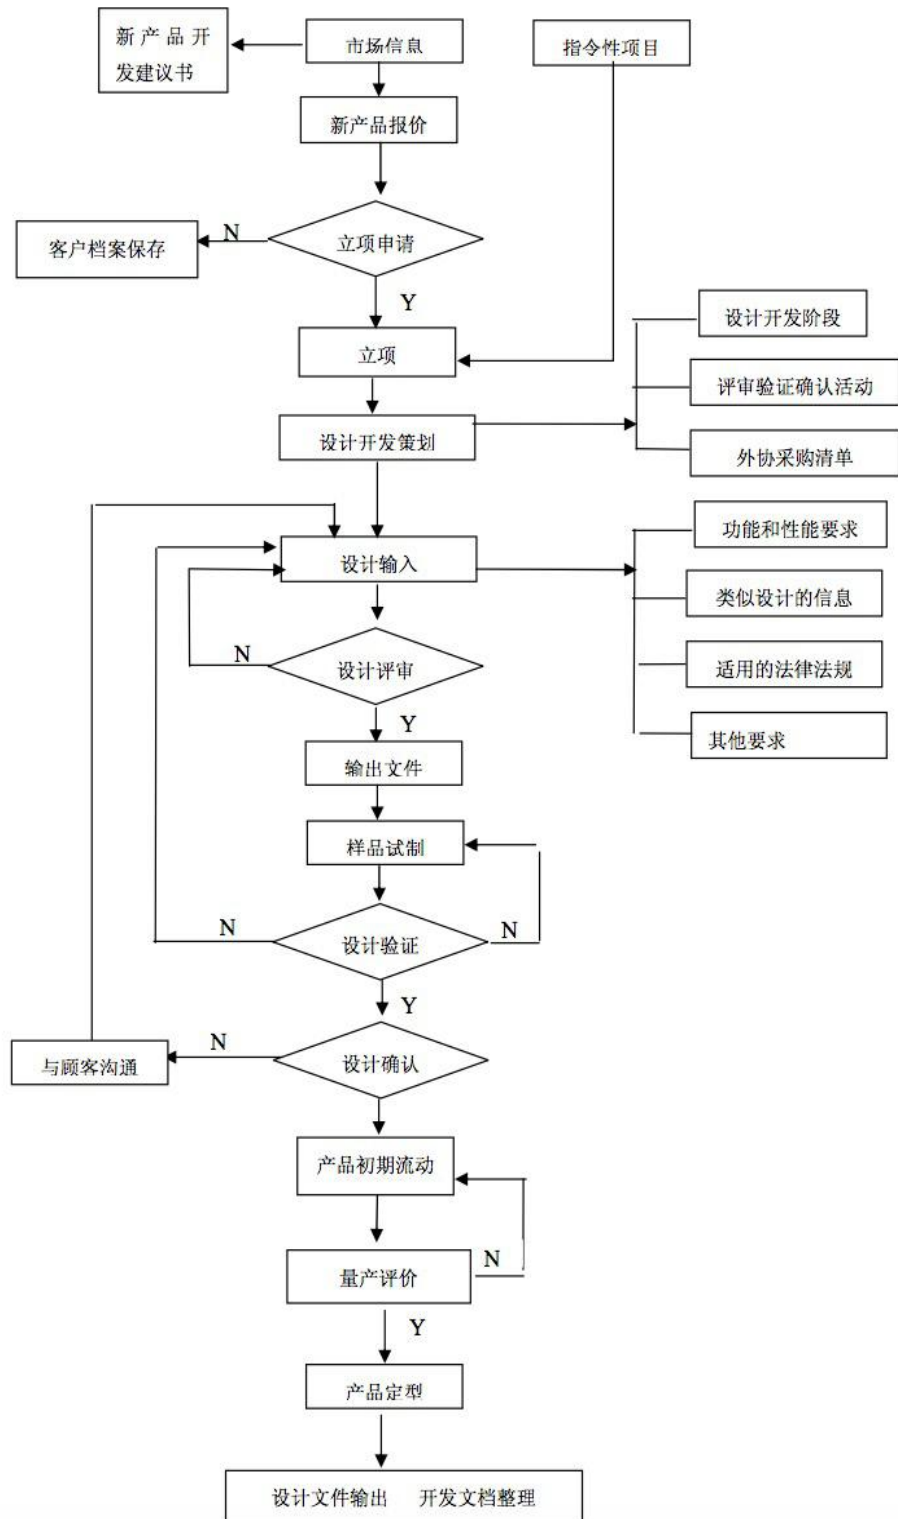 新产品开
发建议书
市场信息
指令性项目
新产品报价
立项申请
N
客户档案保存
Y
立项
设计开发阶段
评审验证确认活动
设计开发策划
外协采购清单
功能和性能要求
设计输入
类似设计的信息
N
设计评审
适用的法律法规
Y
其他要求
输出文件
样品试制
N
设计验证
N
Y
N
设计确认
与顾客沟通
产品初期流动
N
量产评价
Y
产品定型
设计文件输出 开发文档整理